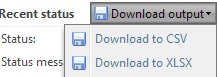 Recent status Download output
Status: Download to CSV
Status mess Download to XLSX